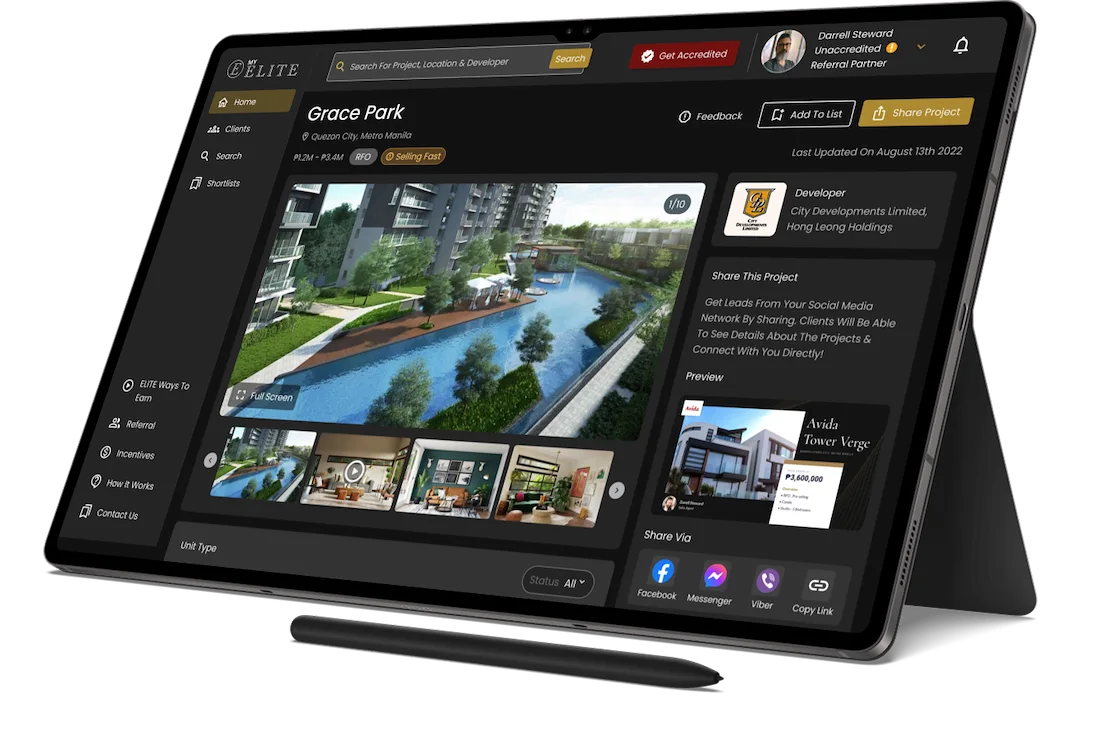 MY
ELITE
Search For Project, Location & Developer
Search
Get Accredited
Darrell Steward
Unaccredited
Referral Partner
Home
Clients
Search
Shortlists
ELITE Ways To
Earn
Referral
Incentives
How It Works
Contact Us
Grace Park
Quezon City, Metro Manila
₱1.2M - ₱3.4M
RFO
Selling Fast
Feedback
Add To List
Share Project
Last Updated On August 13th 2022
1/10
Full Screen
Unit Type
Status All
CITY
DEVELOPMENTS
LIMITED
Developer
City Developments Limited,
Hong Leong Holdings
Share This Project
Get Leads From Your Social Media
Network By Sharing. Clients Will Be Able
To See Details About The Projects &
Connect With You Directly!
Preview
Avida
Avida
Tower Verge
₱3,600,000
Share Via
Facebook
Messenger
Viber
Copy Link